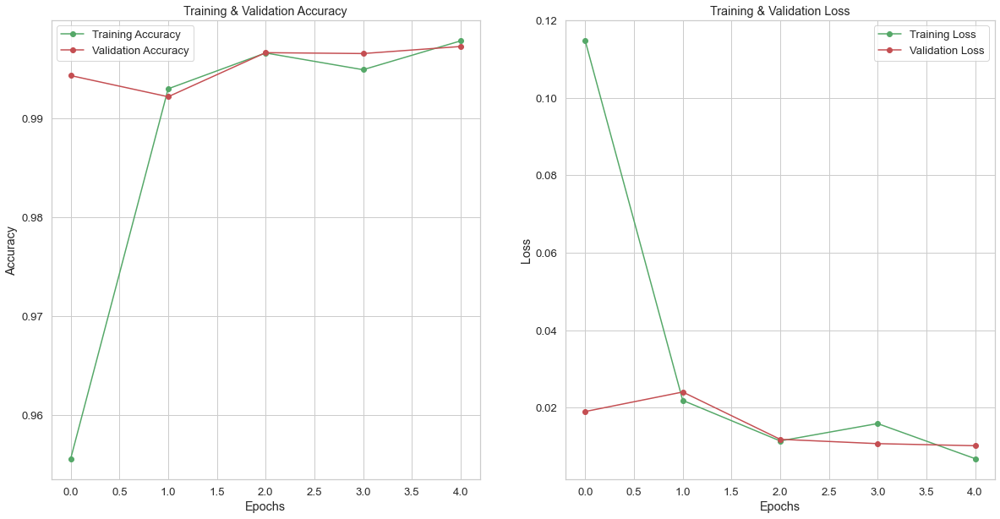 Training & Validation Accuracy
Training Accuracy
Validation Accuracy
0.99
0.98
0.97
0.96
Accuracy
0.0 0.5 1.0 1.5 2.0 2.5 3.0 3.5 4.0
Epochs
Training & Validation Loss
Training Loss
Validation Loss
0.12
0.10
0.08
0.06
0.04
0.02
Loss
0.0 0.5 1.0 1.5 2.0 2.5 3.0 3.5 4.0
Epochs